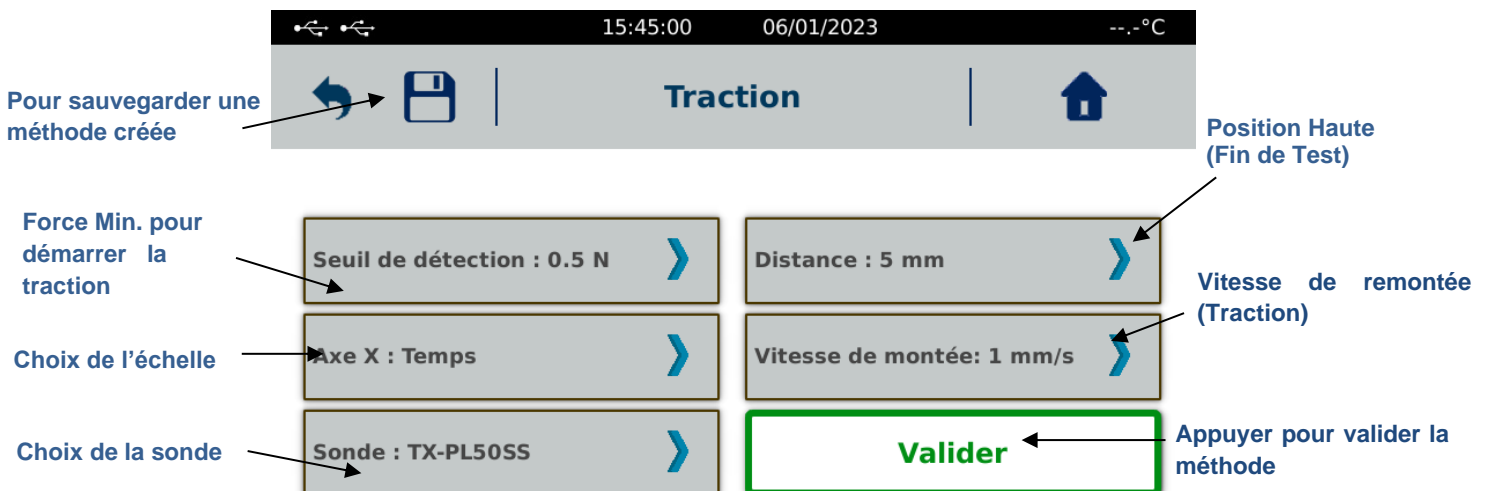 15:45:00 06/01/2023 --.-°C
Traction
Pour sauvegarder une
méthode créée
Position Haute
(Fin de Test)
Force Min. pour
démarrer la
traction
Seuil de détection : 0.5 N
Distance : 5 mm
Vitesse de remontée
(Traction)
Choix de l'échelle
Axe X : Temps
Vitesse de montée: 1 mm/s
Choix de la sonde
Sonde : TX-PL50SS
Valider
Appuyer pour valider la
méthode